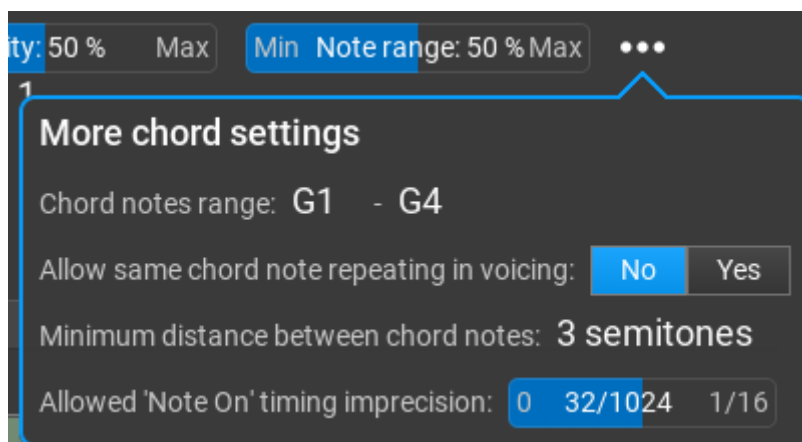 ity: 50 % Max Min Note range: 50 % Max
1
More chord settings
Chord notes range: G1 - G4
Allow same chord note repeating in voicing: No Yes
Minimum distance between chord notes: 3 semitones
Allowed 'Note On' timing imprecision: 0 32/1024 1/16